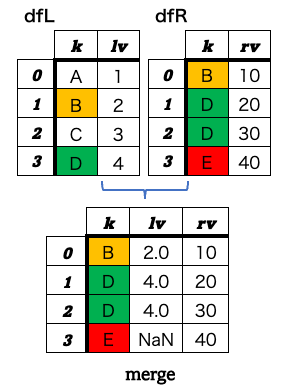 dfL dfR
k lv k rv
0 A 1 0 B 10
1 B 2 1 D 20
2 C 3 2 D 30
3 D 4 3 E 40
k lv rv
0 B 2.0 10
1 D 4.0 20
2 D 4.0 30
3 E NaN 40
merge